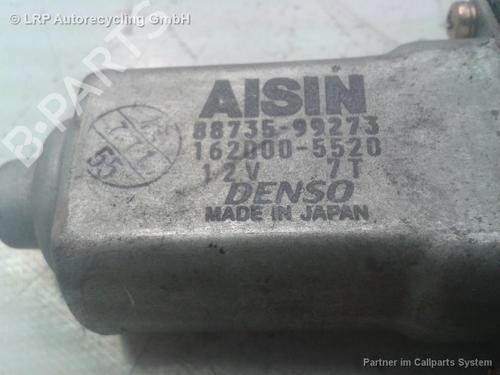 © LRP Autorecycling GmbH
AISIN
88735-99273
162000-5520
12V 7T
DENSO
MADE IN JAPAN
55
Partner im Callparts System